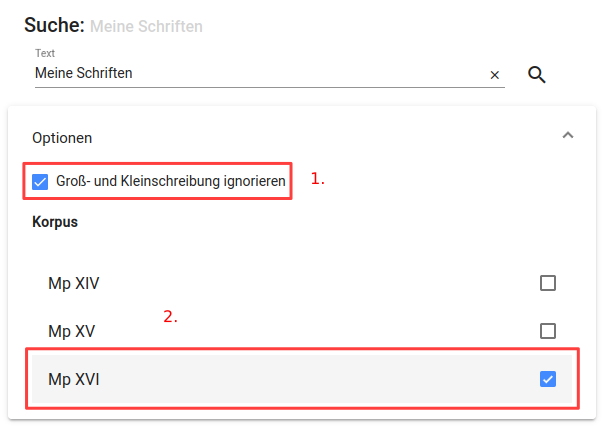 Suche: Meine Schriften
Text
Meine Schriften
Optionen
Groß- und Kleinschreibung ignorieren 1.
Korpus
Mp XIV
2.
Mp XV
Mp XVI